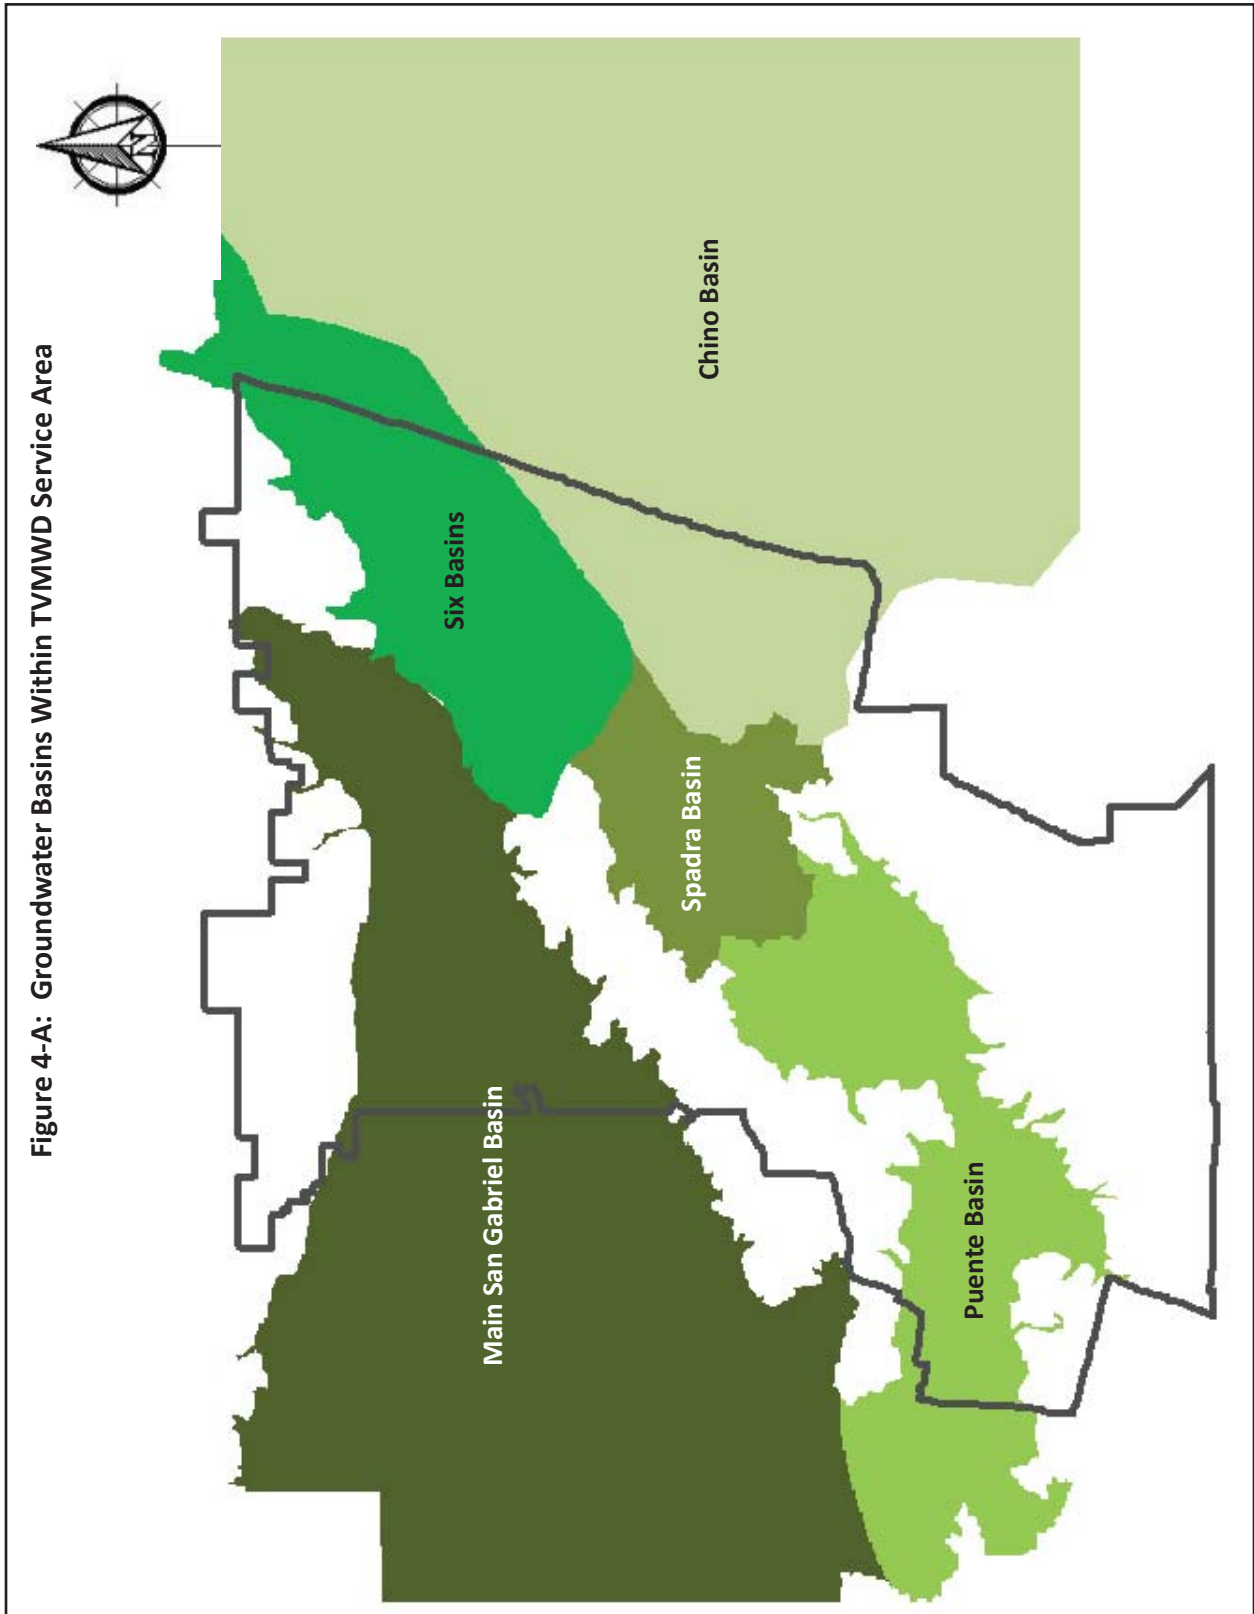 Figure 4-A: Groundwater Basins Within TVMWD Service Area
N
Six Basins
Chino Basin
Main San Gabriel Basin
Spadra Basin
Puente Basin